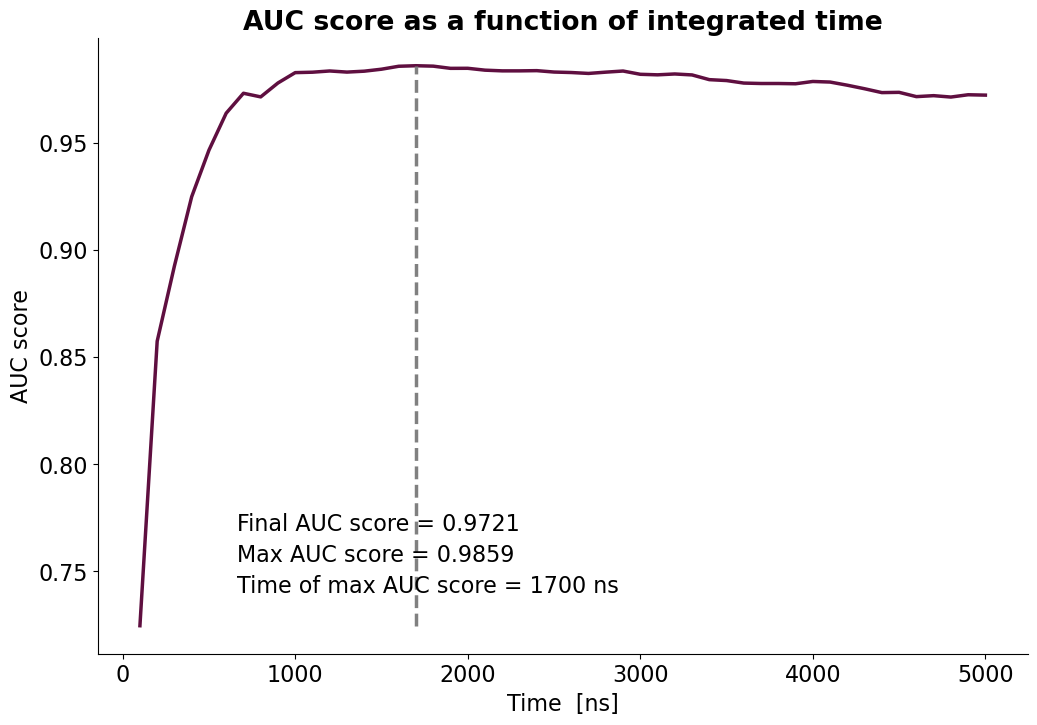 AUC score as a function of integrated time
AUC score
0.95
0.90
0.85
0.80
0.75
Final AUC score = 0.9721
Max AUC score = 0.9859
Time of max AUC score = 1700 ns
0 1000 2000 3000 4000 5000
Time [ns]